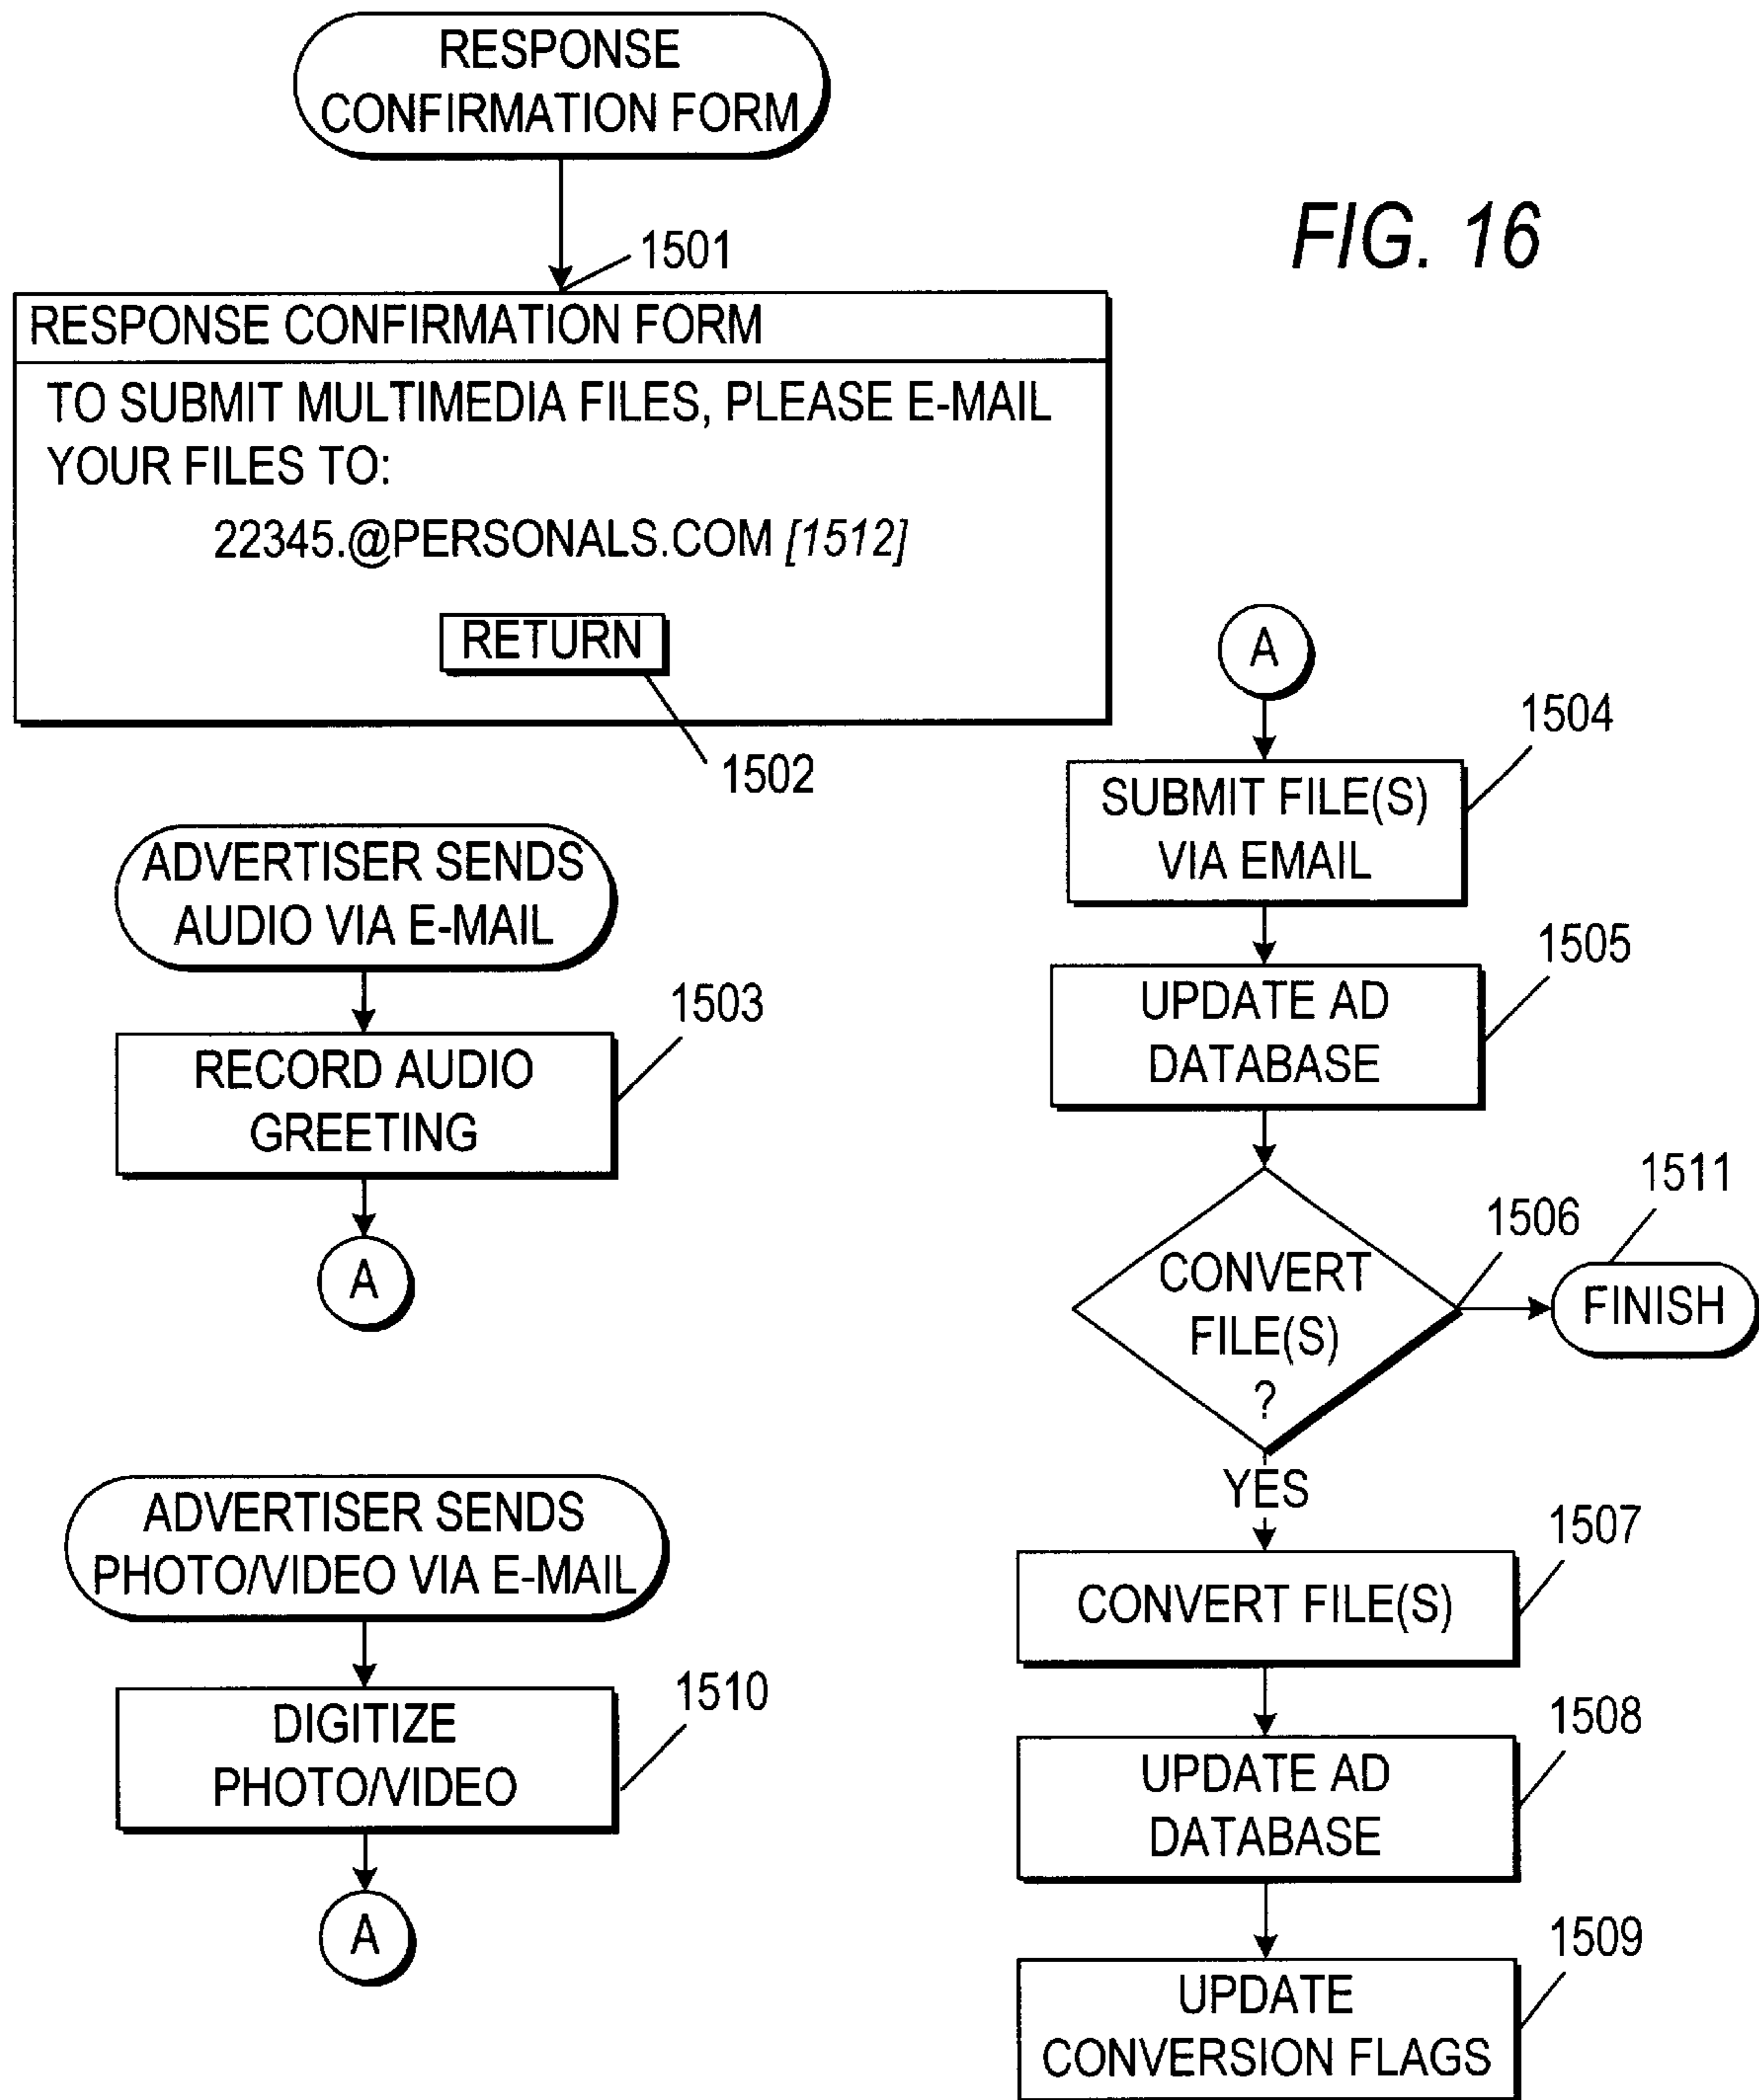 RESPONSE
CONFIRMATION FORM
FIG. 16
1501
RESPONSE CONFIRMATION FORM
TO SUBMIT MULTIMEDIA FILES, PLEASE E-MAIL
YOUR FILES TO:
22345.@PERSONALS.COM [1512]
RETURN
1502
ADVERTISER SENDS
AUDIO VIA E-MAIL
1503
RECORD AUDIO
GREETING
A
ADVERTISER SENDS
PHOTO/VIDEO VIA E-MAIL
1510
DIGITIZE
PHOTO/VIDEO
A
A
1504
SUBMIT FILE(S)
VIA EMAIL
1505
UPDATE AD
DATABASE
1506
CONVERT
FILE(S)
?
1511
FINISH
YES
1507
CONVERT FILE(S)
1508
UPDATE AD
DATABASE
1509
UPDATE
CONVERSION FLAGS